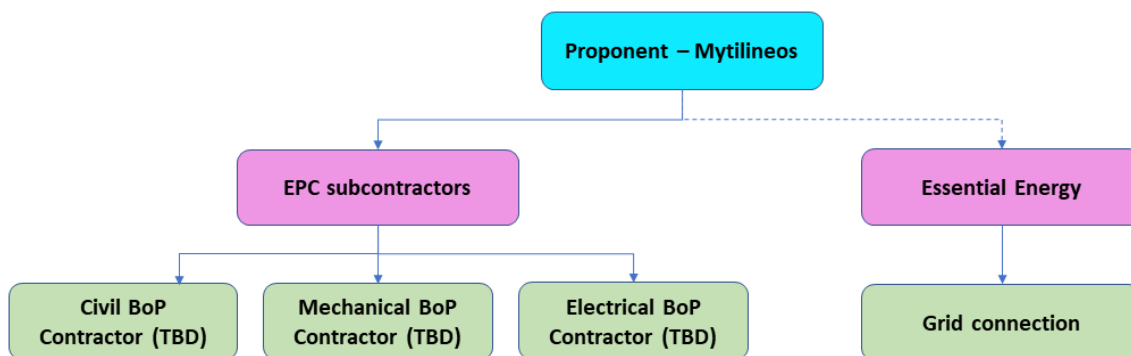 Proponent – Mytilineos
EPC subcontractors
Essential Energy
Civil BoP
Contractor (TBD)
Mechanical BoP
Contractor (TBD)
Electrical BoP
Contractor (TBD)
Grid connection